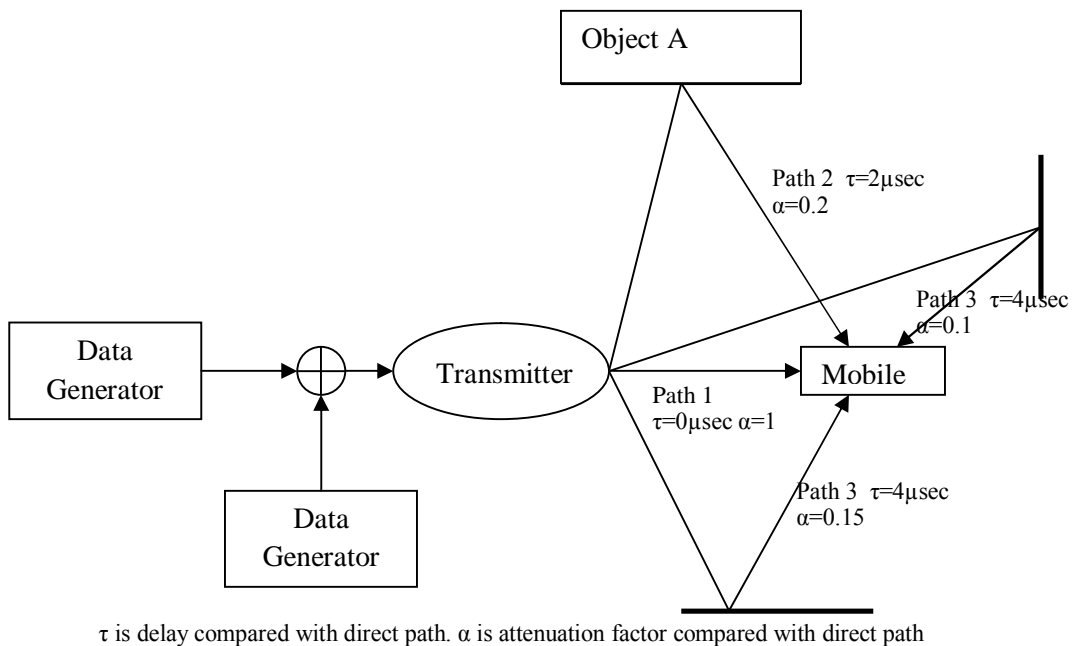 Object A
Path 2 τ=2μsec
α=0.2
Path 3 τ=4μsec
α=0.1
Data
Generator
Transmitter
Mobile
Path 1
τ=0μsec α=1
Path 3 τ=4μsec
α=0.15
Data
Generator
τ is delay compared with direct path. α is attenuation factor compared with direct path